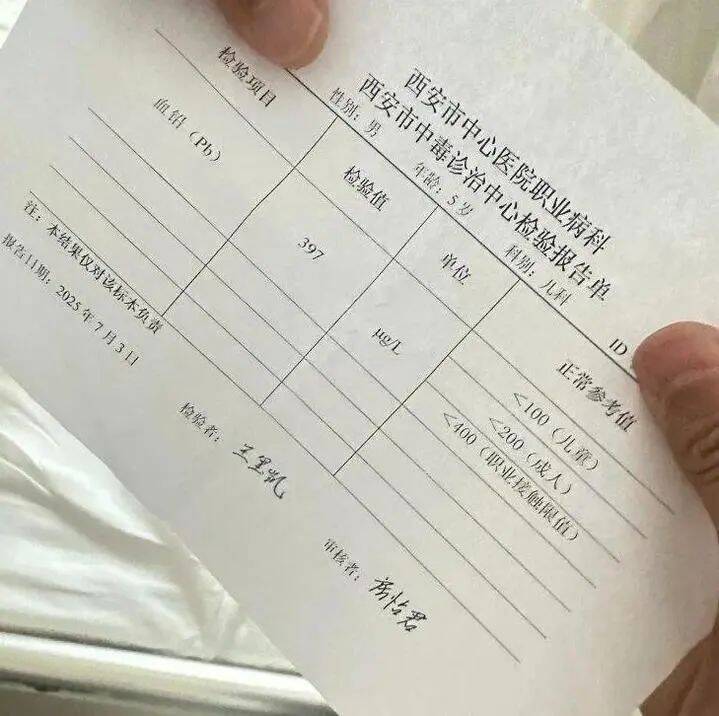 西安市中心医院职业病科
西安市中毒诊治中心检验报告单
性别：男 年龄：5岁 科别：儿科 ID
检验项目 检验值 单位 正常参考值
血铅（Pb） 397 μg/L <100（儿童）
<200（成人）
<400（职业接触限值）
注：本结果仅对该标本负责
报告日期：2025年7月3日
检验者：
审核者：房怡君